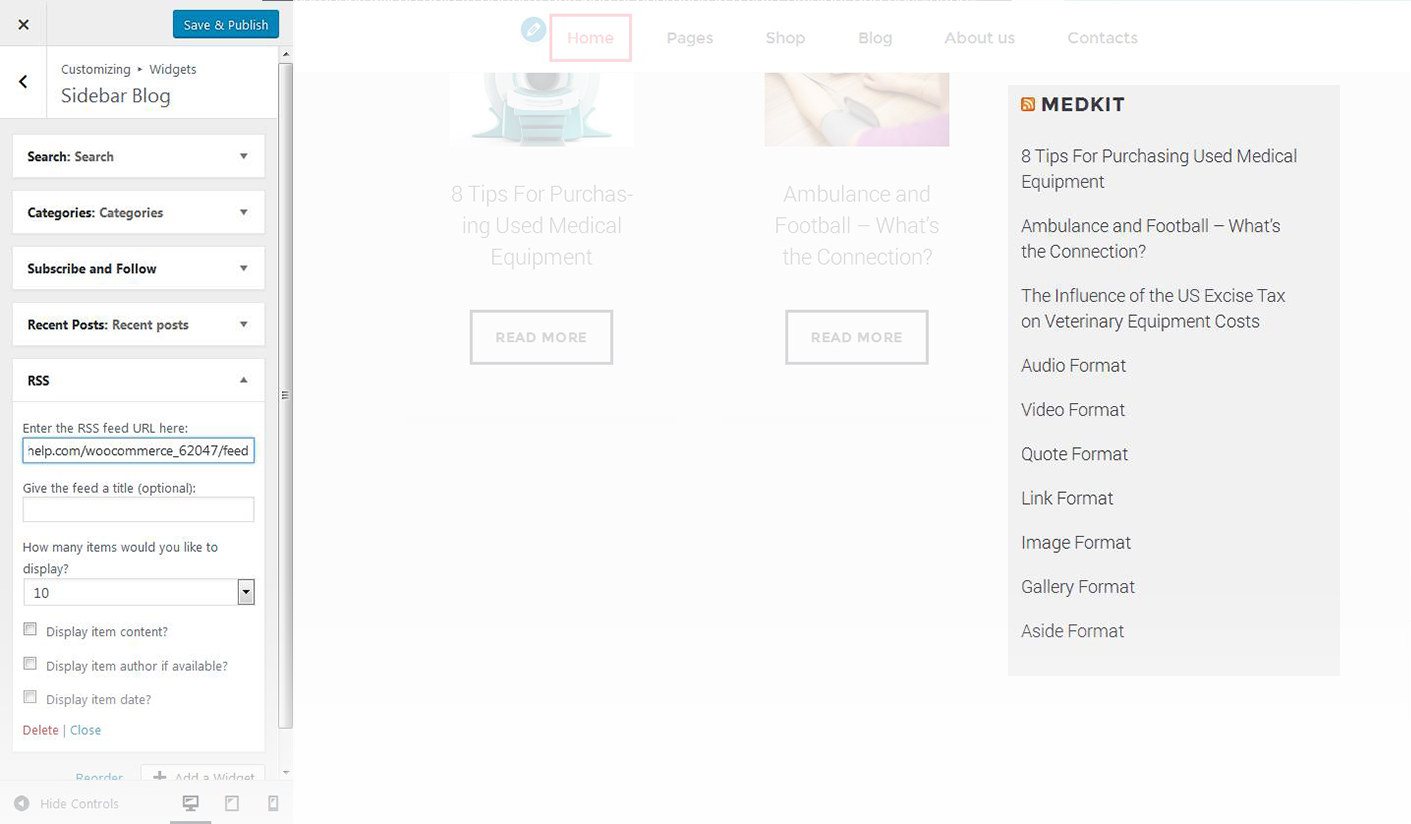 Save & Publish
Customizing ▸ Widgets
Sidebar Blog
Search: Search
Categories: Categories
Subscribe and Follow
Recent Posts: Recent posts
RSS
Enter the RSS feed URL here:
help.com/woocommerce_62047/feed
Give the feed a title (optional):
How many items would you like to
display?
10
Display item content?
Display item author if available?
Display item date?
Delete | Close
Reorder
Add a Widget
Hide Controls
Home
Pages
Shop
Blog
About us
Contacts
8 Tips For Purchas-
ing Used Medical
Equipment
READ MORE
Ambulance and
Football – What’s
the Connection?
READ MORE
MEDKIT
8 Tips For Purchasing Used Medical
Equipment
Ambulance and Football – What’s
the Connection?
The Influence of the US Excise Tax
on Veterinary Equipment Costs
Audio Format
Video Format
Quote Format
Link Format
Image Format
Gallery Format
Aside Format